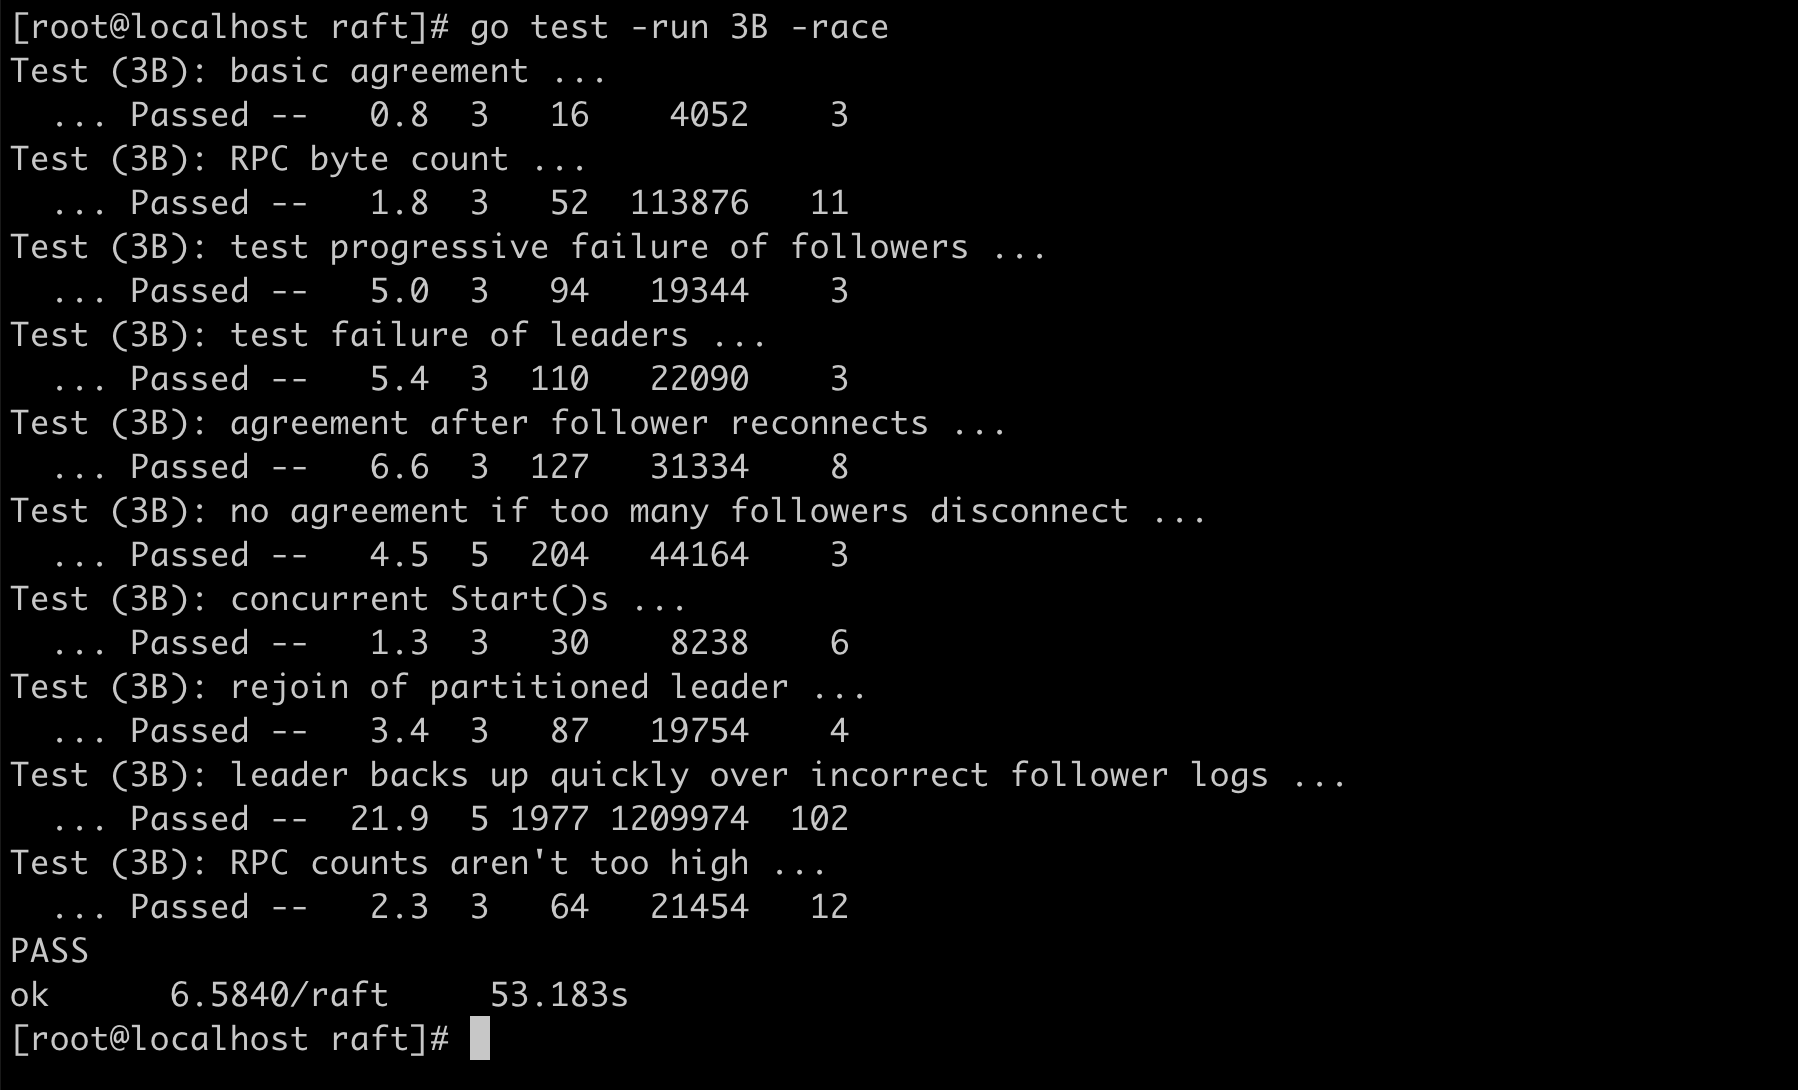 [root@localhost raft]# go test -run 3B -race
Test (3B): basic agreement ...
  ... Passed --   0.8  3   16    4052    3
Test (3B): RPC byte count ...
  ... Passed --   1.8  3   52  113876   11
Test (3B): test progressive failure of followers ...
  ... Passed --   5.0  3   94   19344    3
Test (3B): test failure of leaders ...
  ... Passed --   5.4  3  110   22090    3
Test (3B): agreement after follower reconnects ...
  ... Passed --   6.6  3  127   31334    8
Test (3B): no agreement if too many followers disconnect ...
  ... Passed --   4.5  5  204   44164    3
Test (3B): concurrent Start()s ...
  ... Passed --   1.3  3   30    8238    6
Test (3B): rejoin of partitioned leader ...
  ... Passed --   3.4  3   87   19754    4
Test (3B): leader backs up quickly over incorrect follower logs ...
  ... Passed --  21.9  5 1977 1209974  102
Test (3B): RPC counts aren't too high ...
  ... Passed --   2.3  3   64   21454   12
PASS
ok      6.5840/raft     53.183s
[root@localhost raft]#